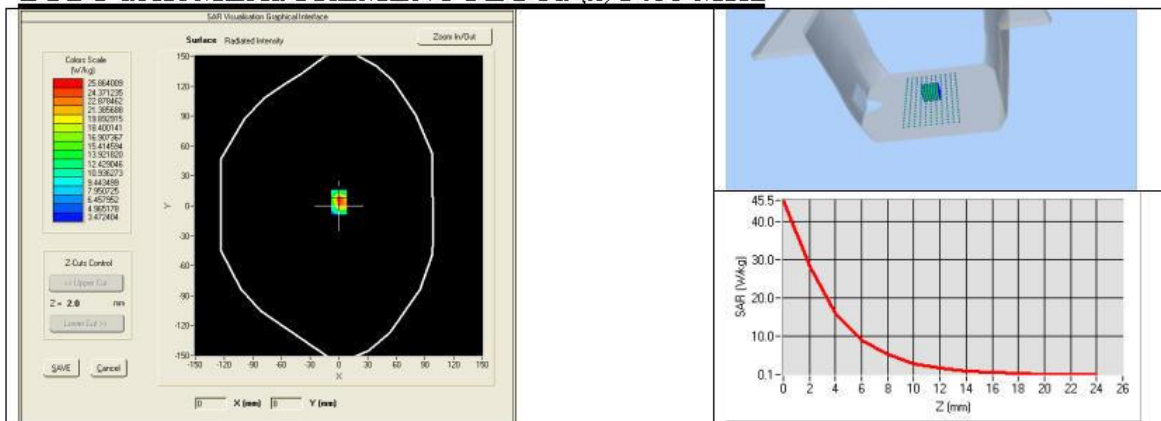 SAR Visualisation Graphical Interface
Surface Radiated Intensity
Zoom In/Out
Colors Scale
(W/kg)
25.864009
24.371235
22.878462
21.385688
19.892915
18.400141
16.907367
15.414594
13.921820
12.429046
10.936273
9.443499
7.950725
6.457952
4.965178
3.472404
Z-Cuts Control
<< Upper Cut
Z = 2.0 mm
Lower Cut >>
SAVE Cancel
150
120
90
60
30
0
-30
-60
-90
-120
-150
Y
-150 -120 -90 -60 -30 0 30 60 90 120 150
X
0 X (mm) 0 Y (mm)
45.5
40.0
30.0
20.0
10.0
0.1
SAR (W/kg)
0 2 4 6 8 10 12 14 16 18 20 22 24 26
Z (mm)